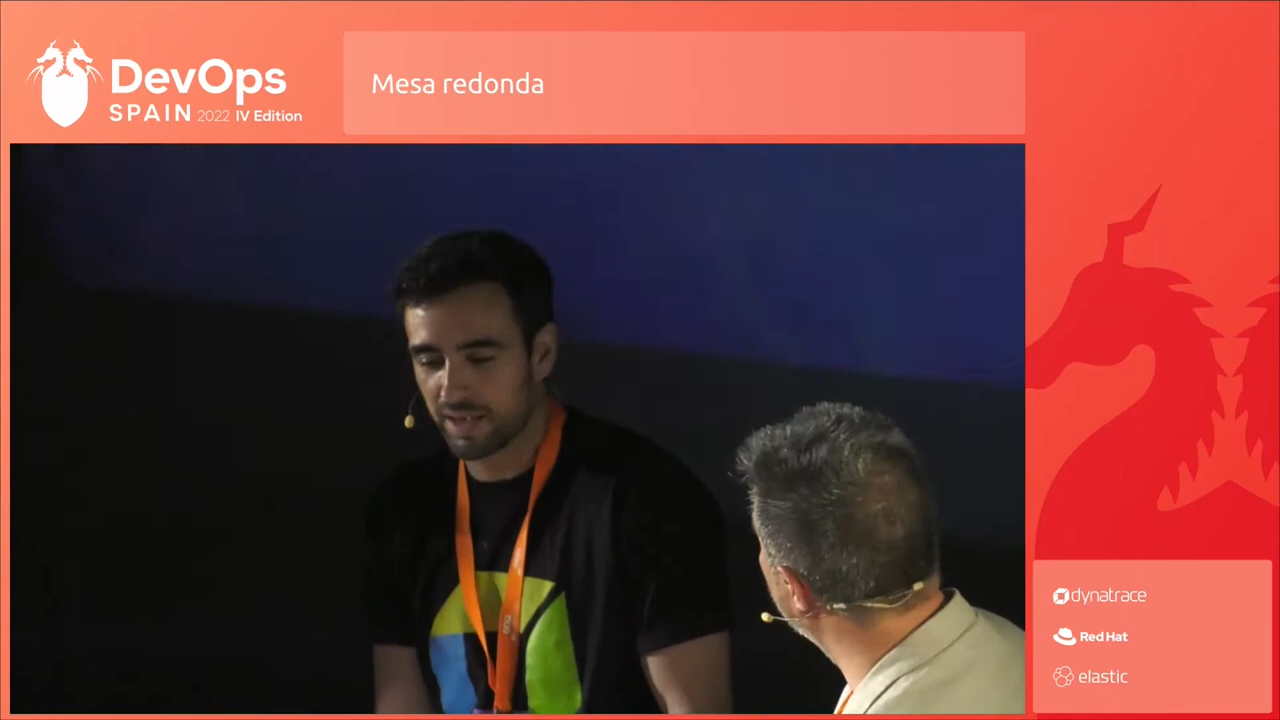 DevOps
SPAIN 2022 IV Edition
Mesa redonda
dynatrace
Red Hat
elastic